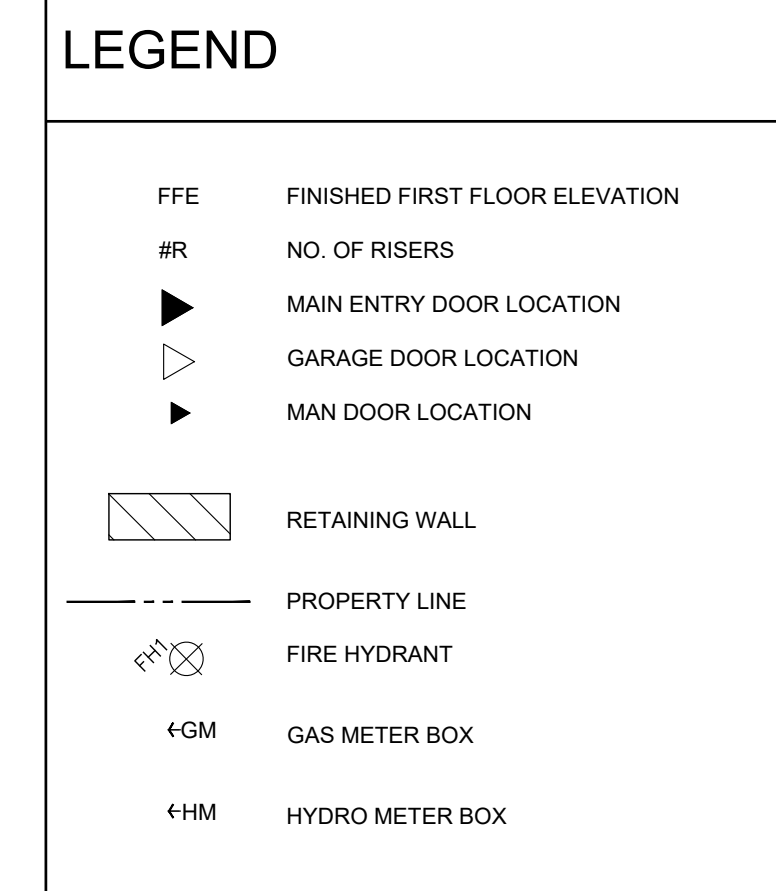 LEGEND
FFE FINISHED FIRST FLOOR ELEVATION
#R NO. OF RISERS
MAIN ENTRY DOOR LOCATION
GARAGE DOOR LOCATION
MAN DOOR LOCATION
RETAINING WALL
PROPERTY LINE
FH1 FIRE HYDRANT
GM GAS METER BOX
HM HYDRO METER BOX